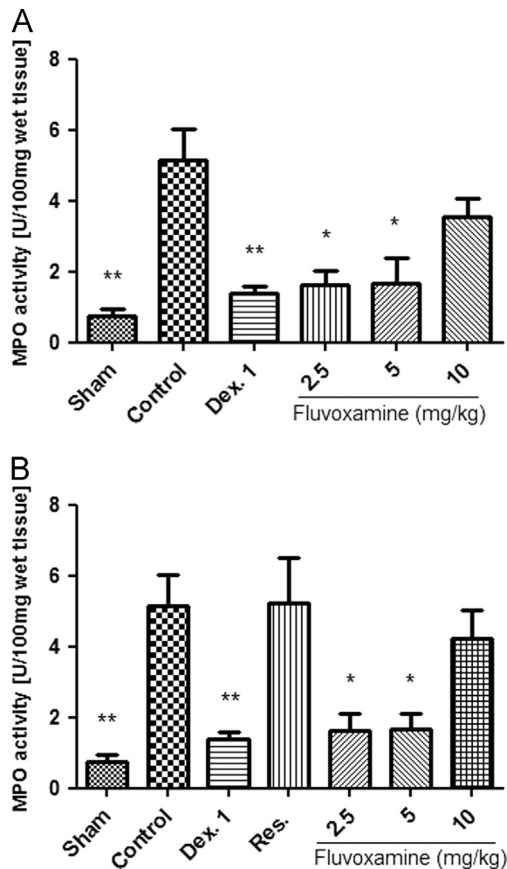 A
MPO activity [U/100mg wet tissue]
8
6
4
2
0
**
**
*
*
Sham
Control
Dex. 1
2.5
5
10
Fluvoxamine (mg/kg)
B
MPO activity [U/100mg wet tissue]
8
6
4
2
0
**
**
*
*
Sham
Control
Dex. 1
Res.
2.5
5
10
Fluvoxamine (mg/kg)